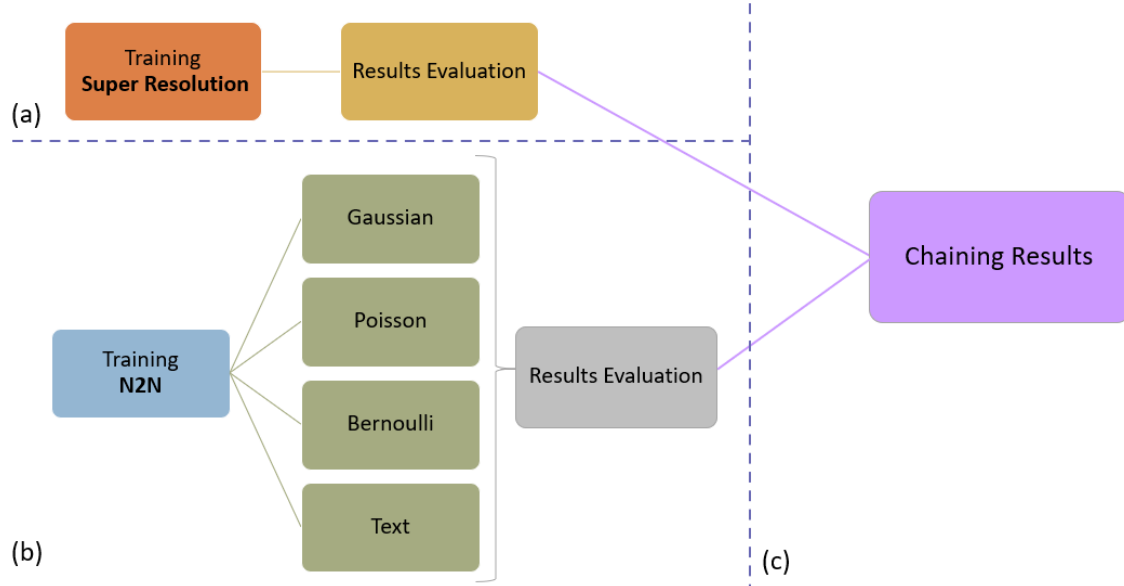 Training
Super Resolution
Results Evaluation
(a)
Gaussian
Poisson
Bernoulli
Text
Training
N2N
Results Evaluation
(b)
Chaining Results
(c)